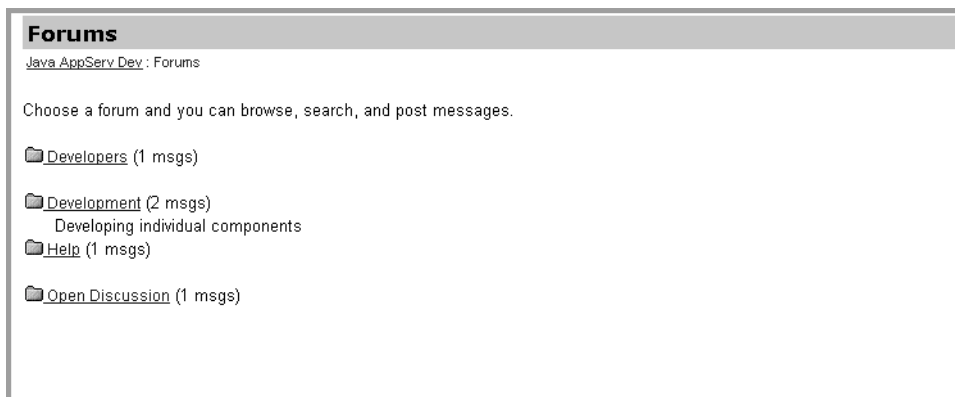 Forums
Java AppServ Dev : Forums
Choose a forum and you can browse, search, and post messages.
Developers (1 msgs)
Development (2 msgs)
Developing individual components
Help (1 msgs)
Open Discussion (1 msgs)